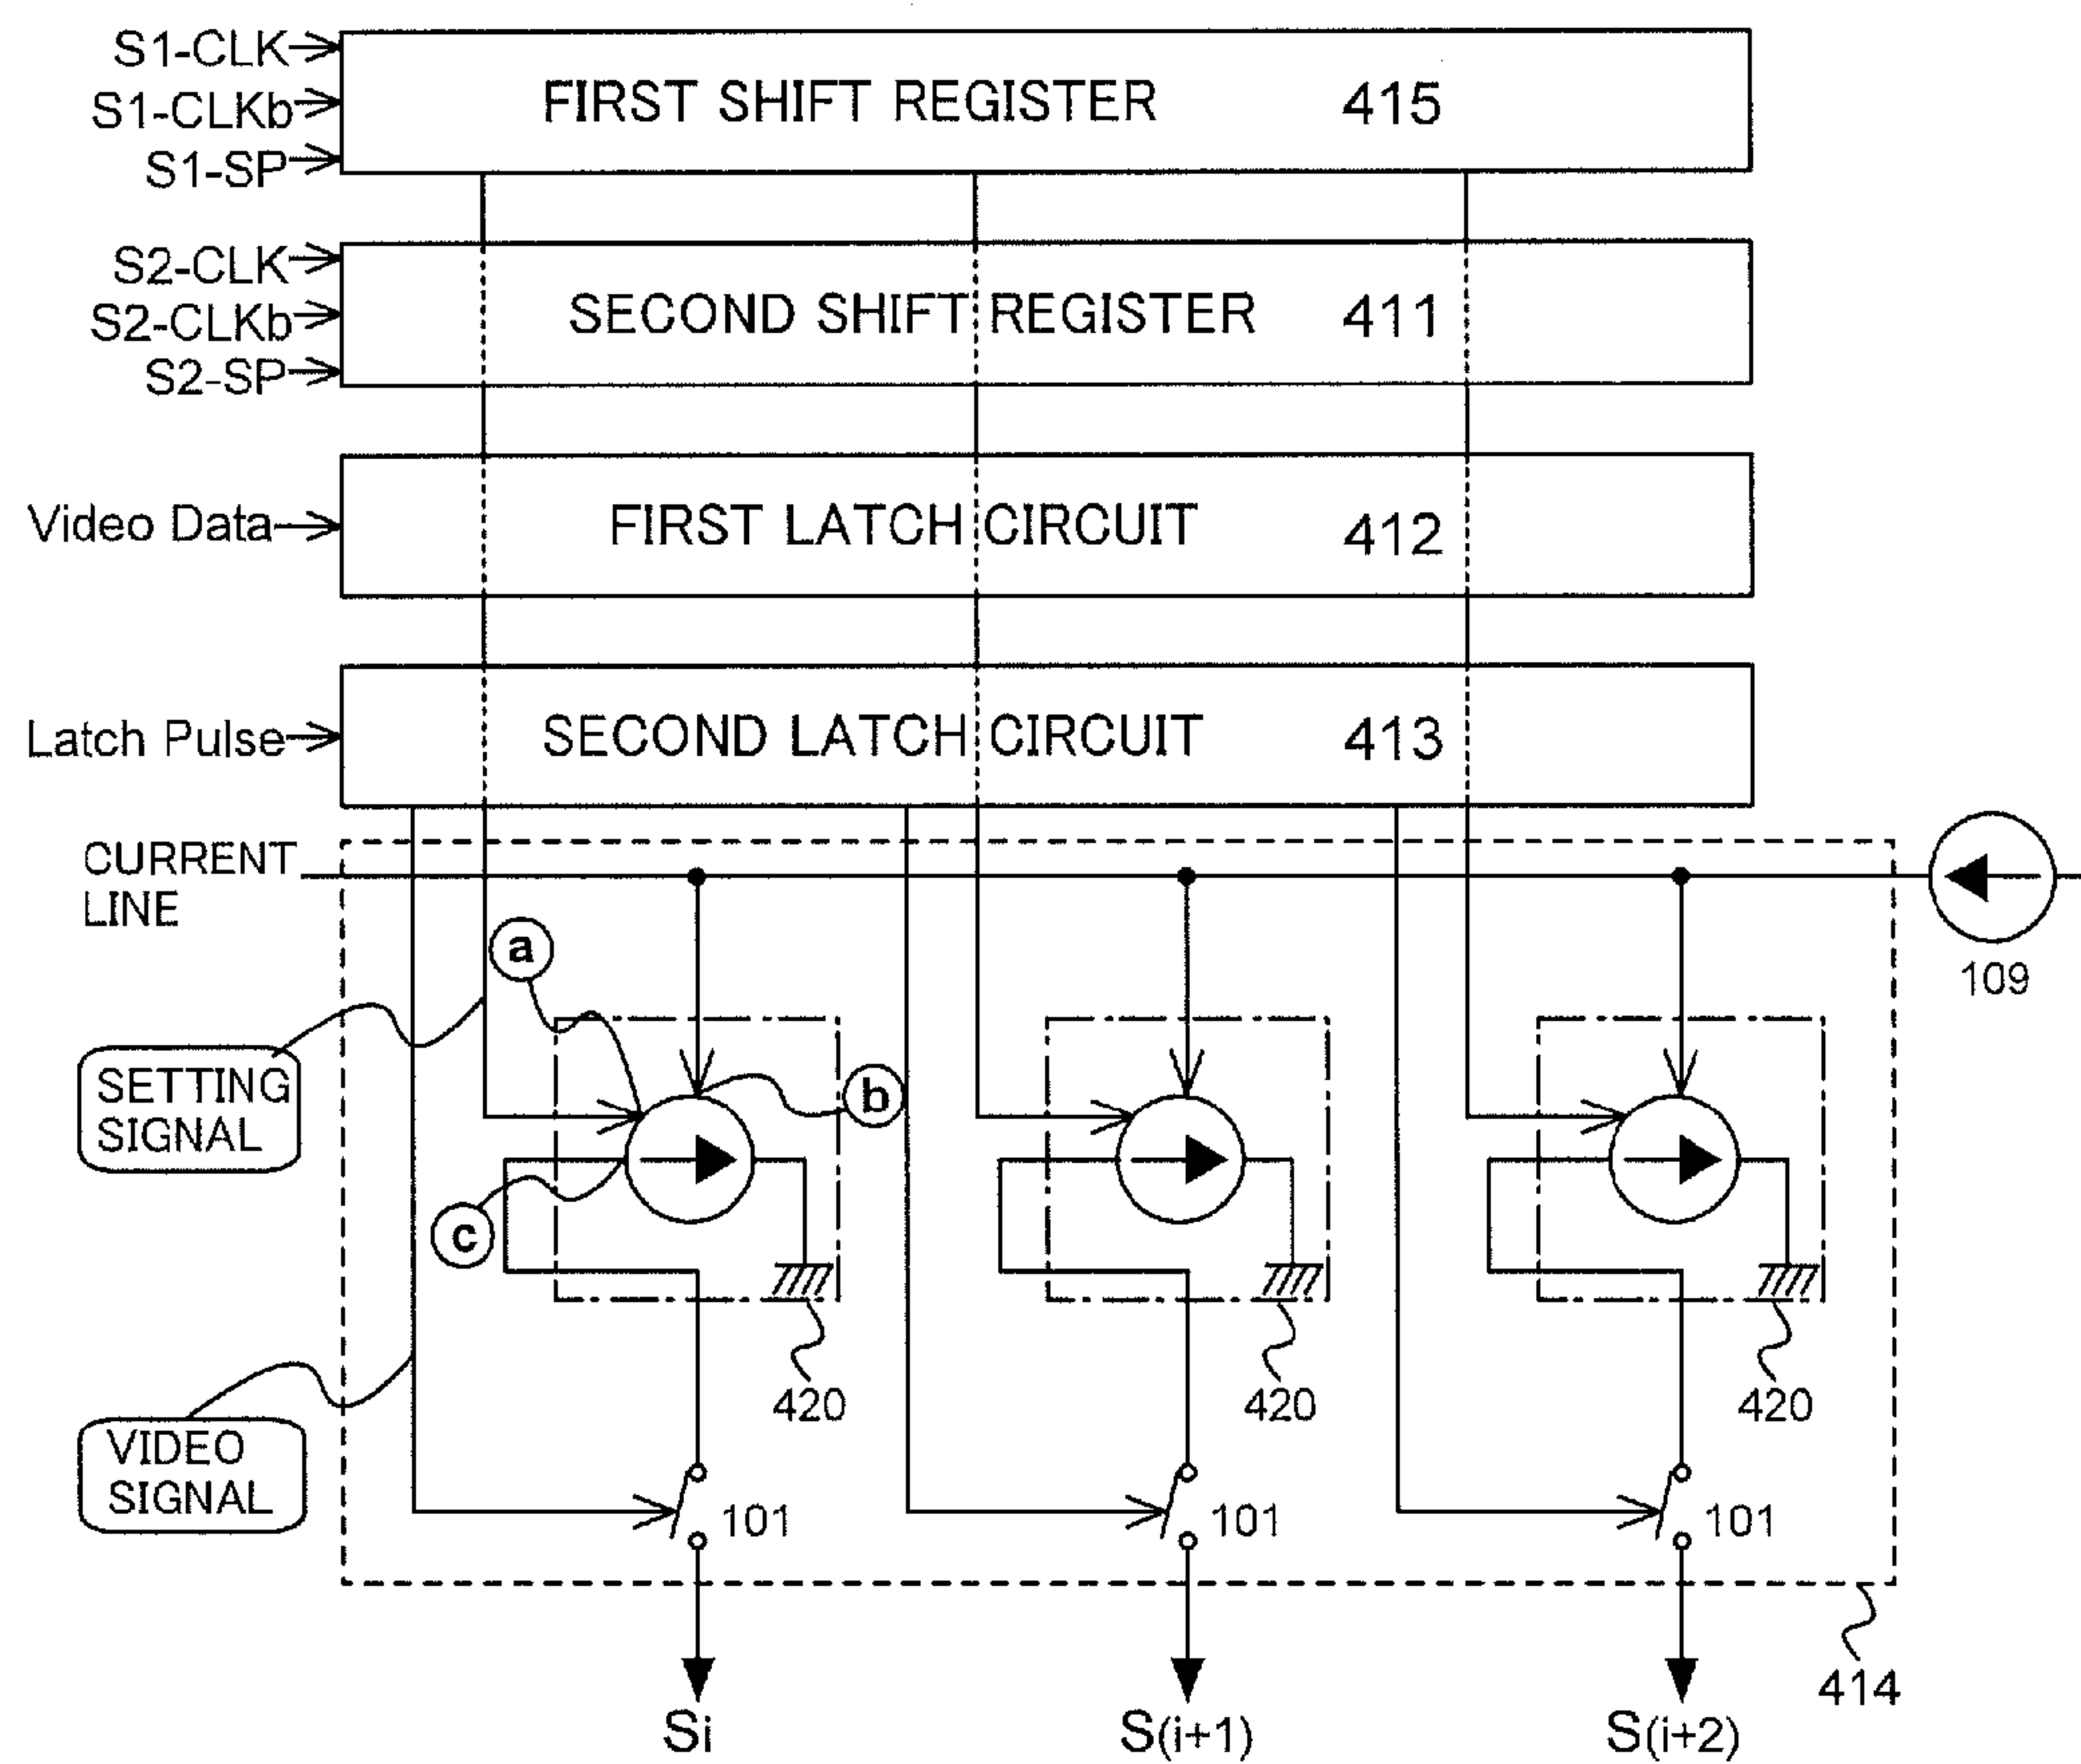 S1-CLK
S1-CLKb
S1-SP
FIRST SHIFT REGISTER 415
S2-CLK
S2-CLKb
S2-SP
SECOND SHIFT REGISTER 411
Video Data
FIRST LATCH CIRCUIT 412
Latch Pulse
SECOND LATCH CIRCUIT 413
CURRENT
LINE
109
a
b
c
SETTING
SIGNAL
420
420
420
VIDEO
SIGNAL
101
101
101
414
Si
S(i+1)
S(i+2)